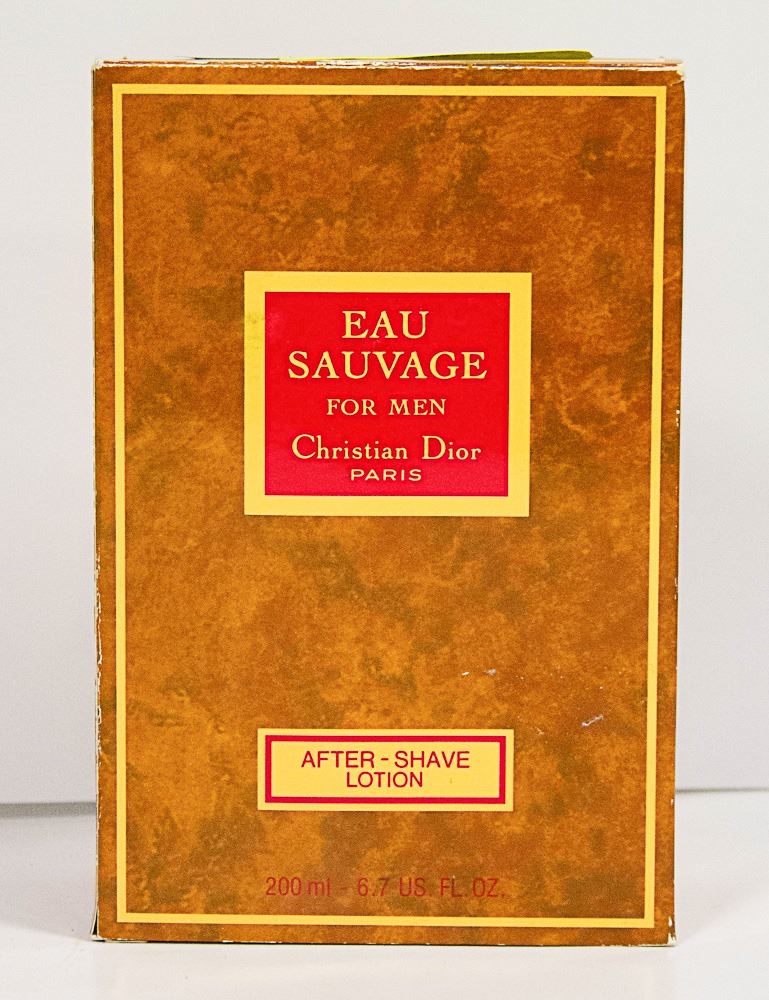 EAU
SAUVAGE
FOR MEN
Christian Dior
PARIS
AFTER - SHAVE
LOTION
200 ml - 6.7 US. FL. OZ.